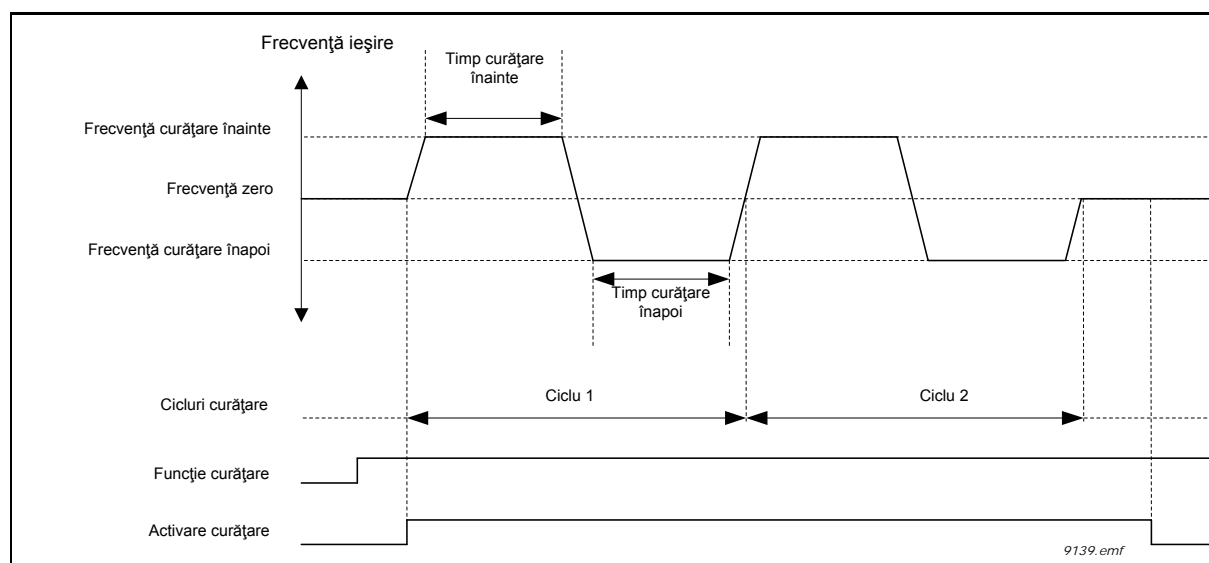 Frecvenţă ieşire
Timp curăţare
înainte
Frecvenţă curăţare înainte
Frecvenţă zero
Frecvenţă curăţare înapoi
Timp curăţare
înapoi
Cicluri curăţare
Ciclu 1
Ciclu 2
Funcţie curăţare
Activare curăţare
9139.emf